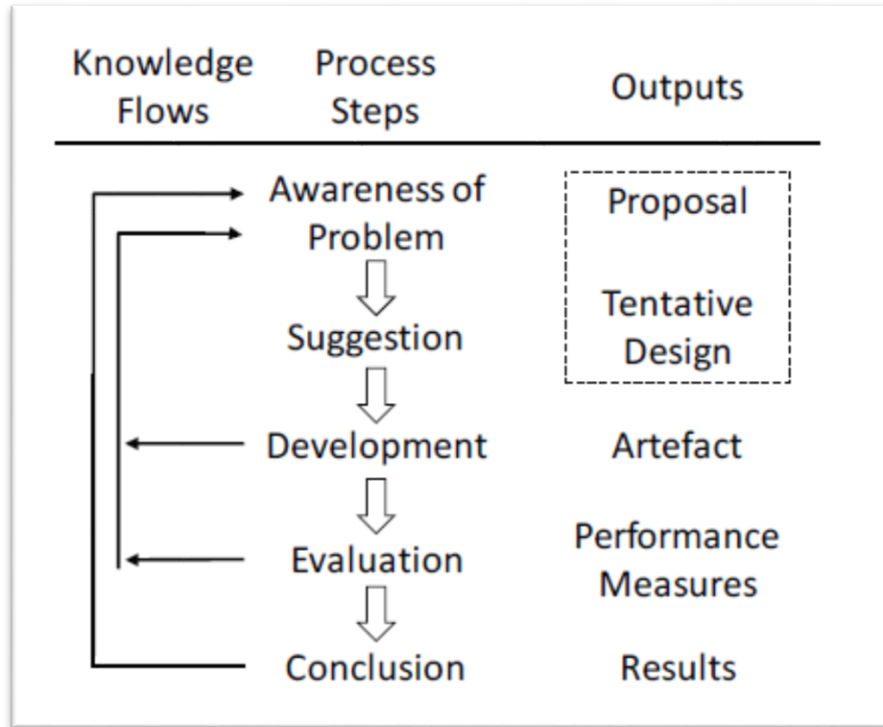 Knowledge Flows
Process Steps
Outputs
Awareness of Problem
Proposal
Suggestion
Tentative Design
Development
Artefact
Evaluation
Performance Measures
Conclusion
Results